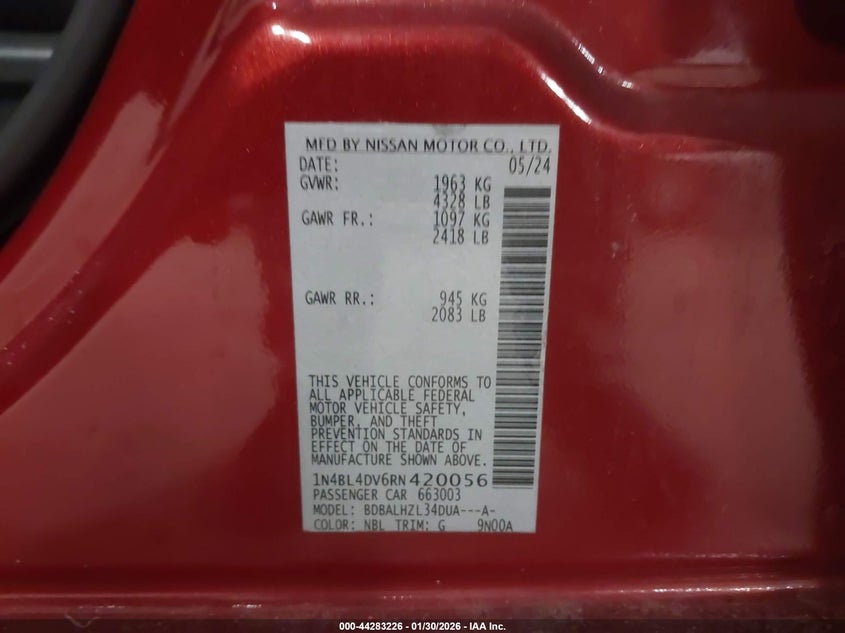 MFD BY NISSAN MOTOR CO., LTD.
DATE: 05/24
GVWR: 1963 KG
4328 LB
GAWR FR.: 1097 KG
2418 LB
GAWR RR.: 945 KG
2083 LB
THIS VEHICLE CONFORMS TO
ALL APPLICABLE FEDERAL
MOTOR VEHICLE SAFETY,
BUMPER, AND THEFT
PREVENTION STANDARDS IN
EFFECT ON THE DATE OF
MANUFACTURE SHOWN ABOVE.
1N4BL4DV6RN420056
PASSENGER CAR 663003
MODEL: BDBALHZL34DUA---A-
COLOR: NBL TRIM: G 9N00A
000-44283226 - 01/30/2026 - IAA Inc.